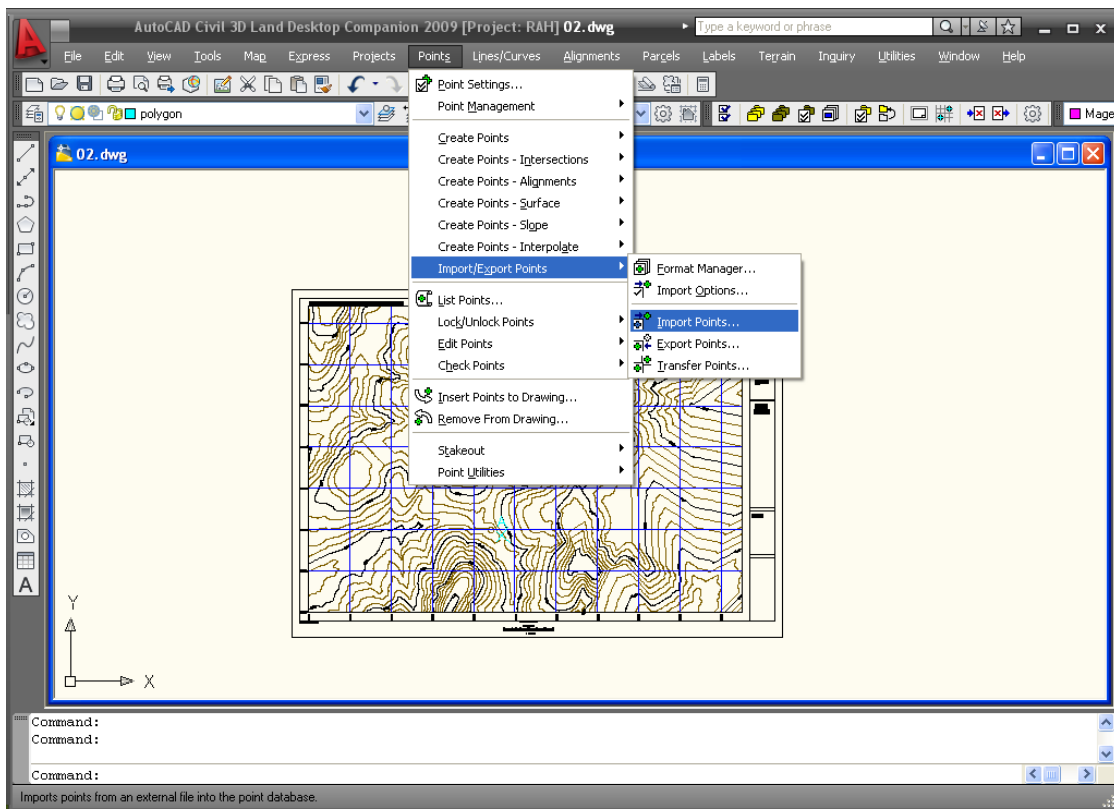 AutoCAD Civil 3D Land Desktop Companion 2009 [Project: RAH] 02.dwg
Type a keyword or phrase
File Edit View Tools Map Express Projects Points Lines/Curves Alignments Parcels Labels Terrain Inquiry Utilities Window Help
polygon
Mage
02.dwg
Point Settings...
Point Management
Create Points
Create Points - Intersections
Create Points - Alignments
Create Points - Surface
Create Points - Slope
Create Points - Interpolate
Import/Export Points
Format Manager...
Import Options...
List Points...
Lock/Unlock Points
Import Points...
Edit Points
Export Points...
Check Points
Transfer Points...
Insert Points to Drawing...
Remove From Drawing...
Stakeout
Point Utilities
A
Y
X
Command:
Command:
Command:
Imports points from an external file into the point database.